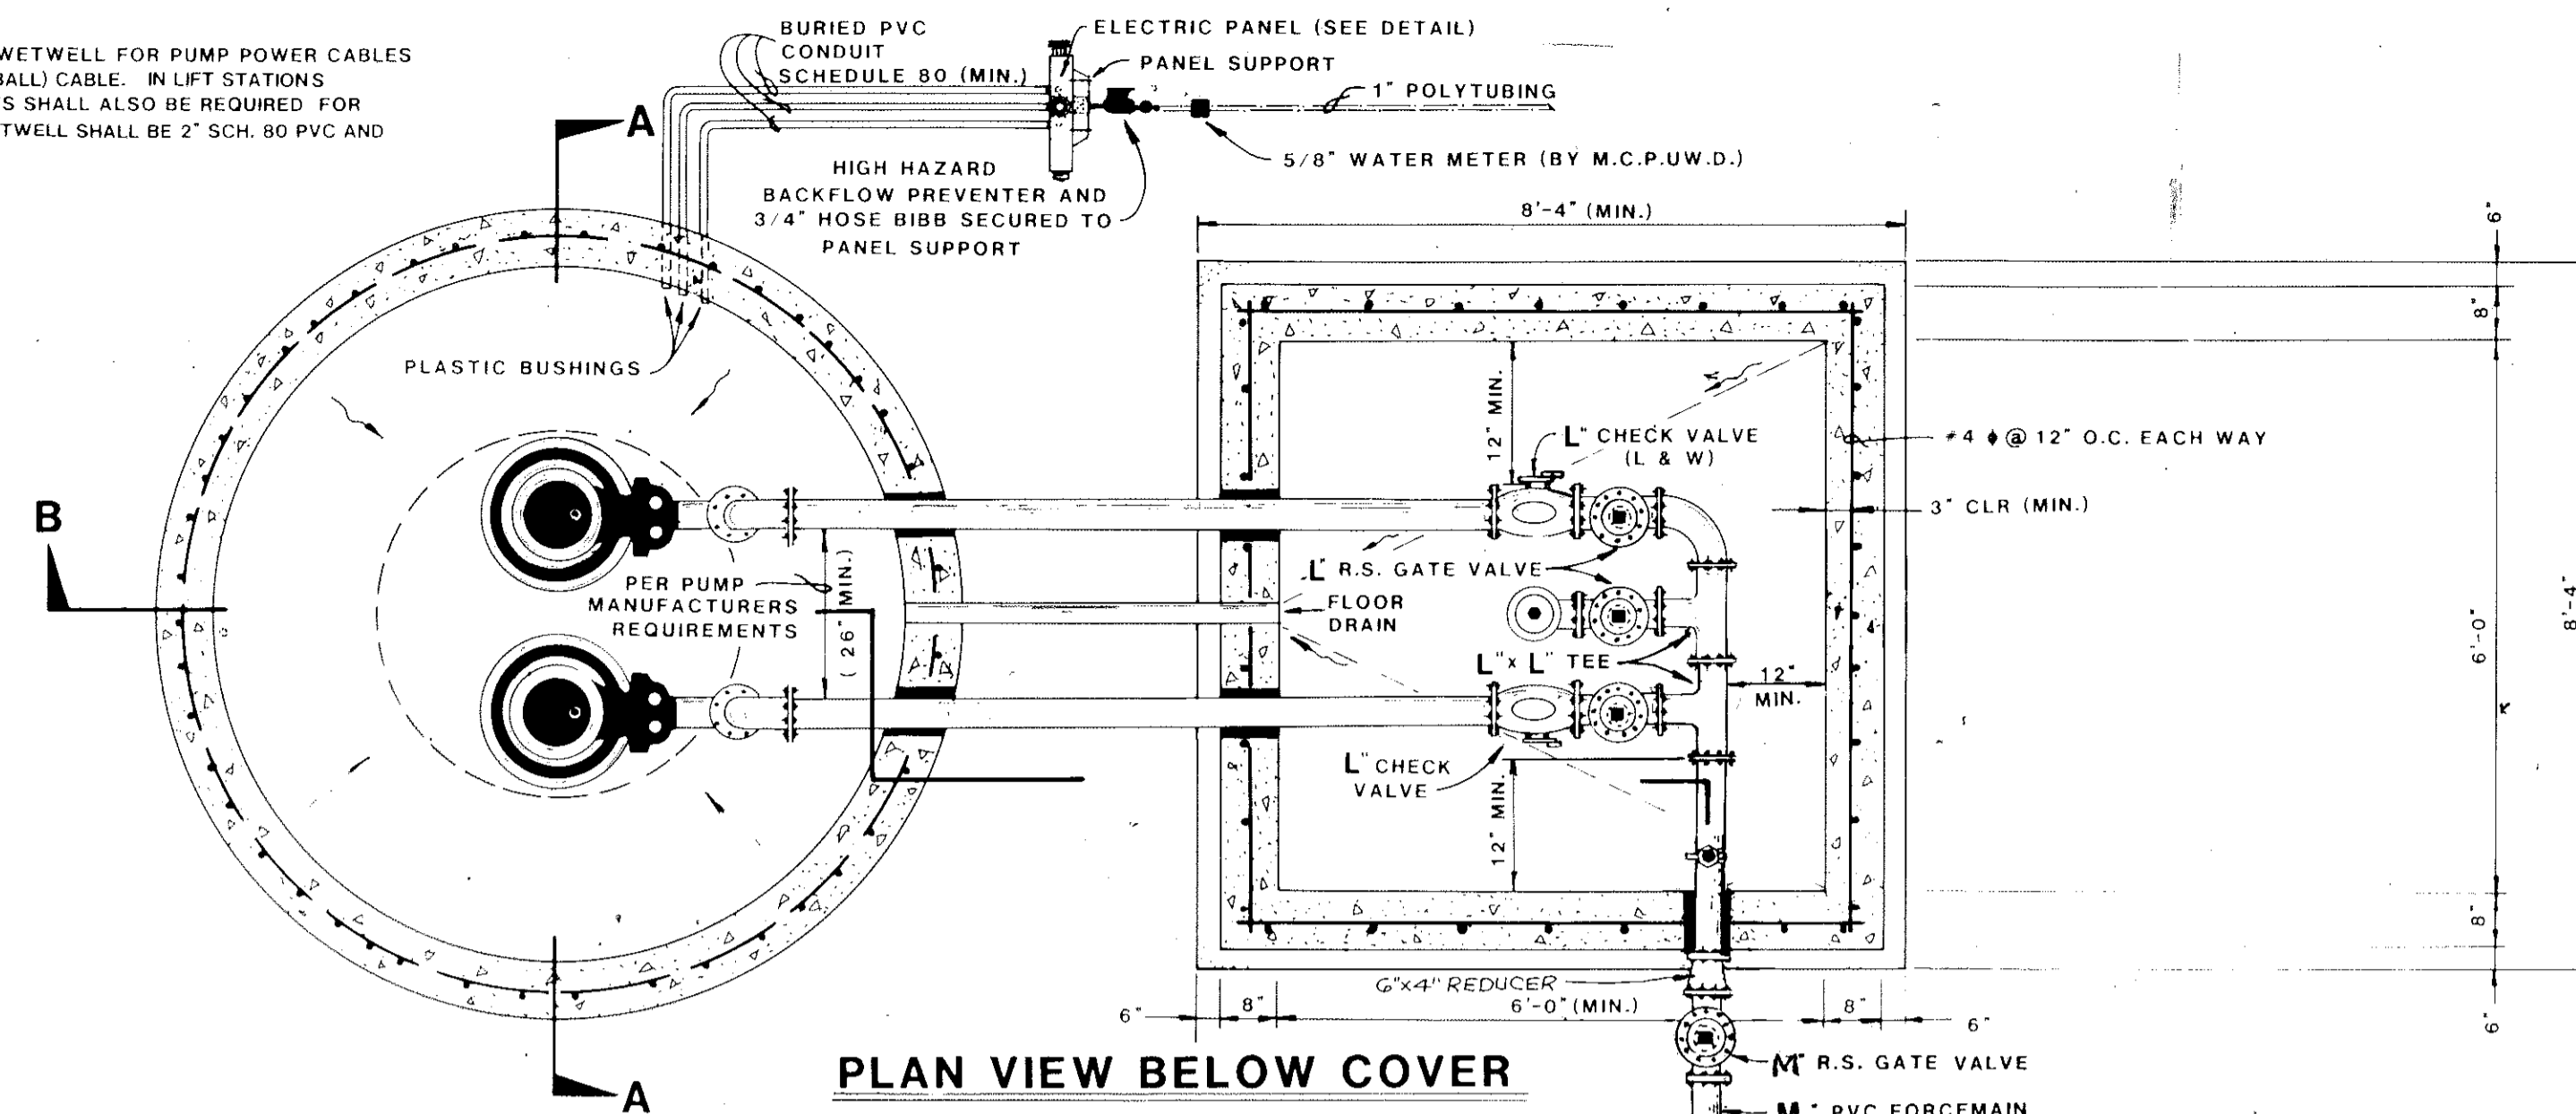 WETWELL FOR PUMP POWER CABLES
BALL) CABLE. IN LIFT STATIONS
S SHALL ALSO BE REQUIRED FOR
TWELL SHALL BE 2" SCH. 80 PVC AND
BURIED PVC
CONDUIT
SCHEDULE 80 (MIN.)
ELECTRIC PANEL (SEE DETAIL)
PANEL SUPPORT
1" POLYTUBING
5/8" WATER METER (BY M.C.P.UW.D.)
HIGH HAZARD
BACKFLOW PREVENTER AND
3/4" HOSE BIBB SECURED TO
PANEL SUPPORT
A
8'-4" (MIN.)
6"
8"
PLASTIC BUSHINGS
12" MIN.
L" CHECK VALVE
(L & W)
#4 ϕ @ 12" O.C. EACH WAY
3" CLR (MIN.)
B
PER PUMP
MANUFACTURERS
REQUIREMENTS
( 26" MIN.)
L" R.S. GATE VALVE
FLOOR
DRAIN
L" x L" TEE
12"
MIN.
6'-0"
8'-4"
L" CHECK
VALVE
12" MIN.
8"
6"
6"x4" REDUCER
6"
8"
6'-0" (MIN.)
8"
6"
M" R.S. GATE VALVE
M" PVC FORCEMAIN
PLAN VIEW BELOW COVER
A